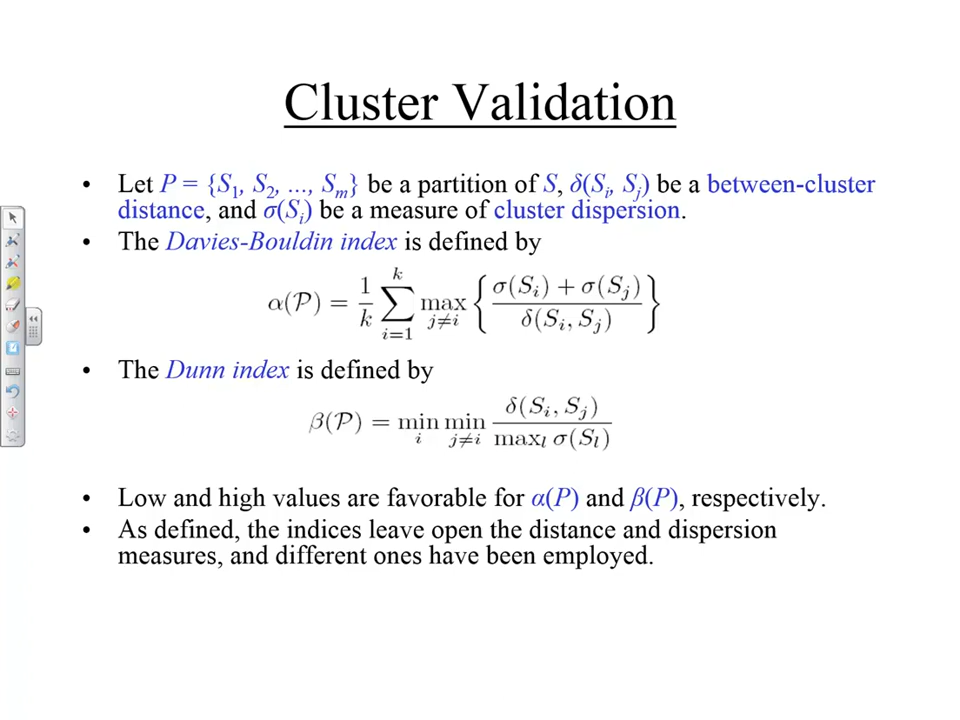 Cluster Validation
• Let P = {S1, S2, ..., Sm} be a partition of S, δ(Si, Sj) be a between-cluster
distance, and σ(Si) be a measure of cluster dispersion.
• The Davies-Bouldin index is defined by
α(𝒫) = 1/k ∑_{i=1}^{k} max_{j≠i} { (σ(Si) + σ(Sj)) / δ(Si, Sj) }
• The Dunn index is defined by
β(𝒫) = min_i min_{j≠i} δ(Si, Sj) / max_l σ(Sl)
• Low and high values are favorable for α(P) and β(P), respectively.
• As defined, the indices leave open the distance and dispersion
measures, and different ones have been employed.